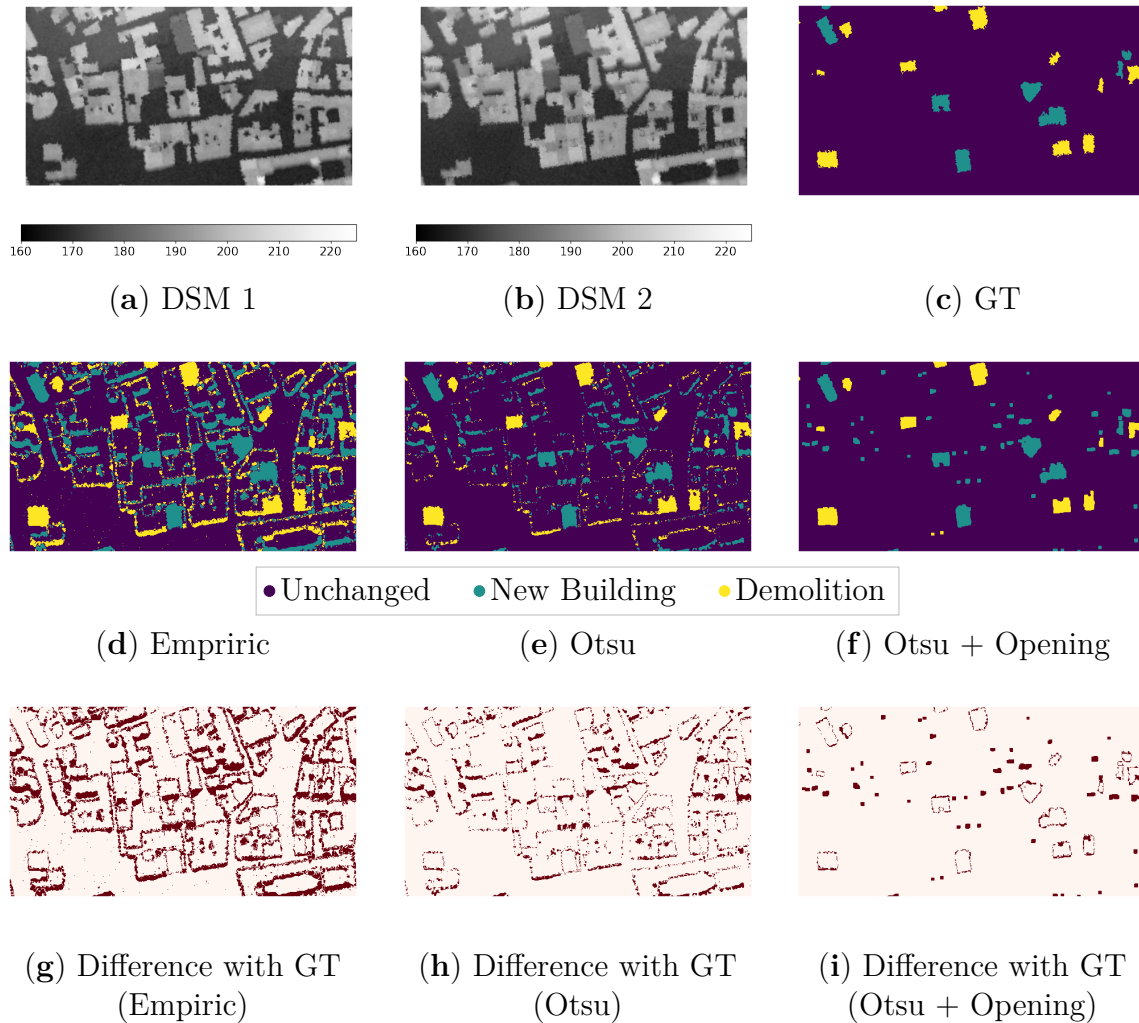 160 170 180 190 200 210 220
160 170 180 190 200 210 220
(a) DSM 1
(b) DSM 2
(c) GT
Unchanged New Building Demolition
(d) Empriric
(e) Otsu
(f) Otsu + Opening
(g) Difference with GT
(Empiric)
(h) Difference with GT
(Otsu)
(i) Difference with GT
(Otsu + Opening)